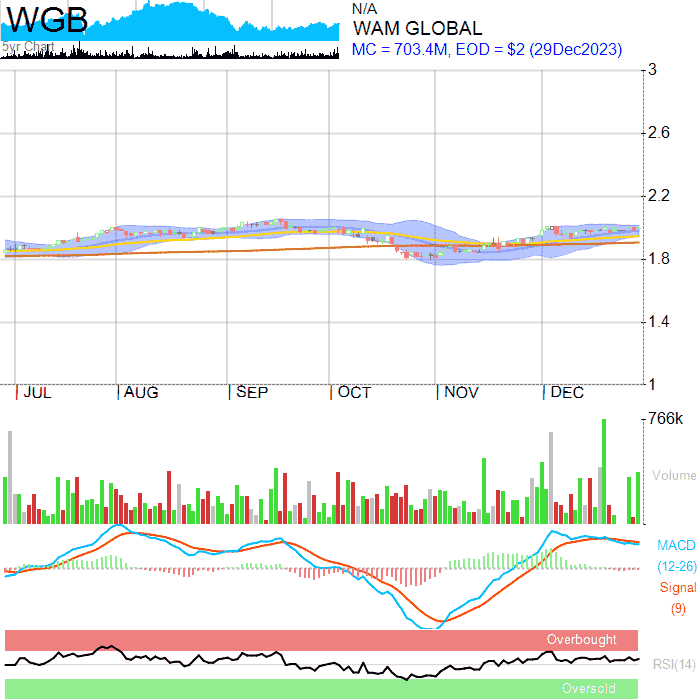 WGB
5yr Chart
N/A
WAM GLOBAL
MC = 703.4M, EOD = $2 (29Dec2023)
3
2.6
2.2
1.8
1.4
1
JUL AUG SEP OCT NOV DEC
766k
Volume
MACD
(12-26)
Signal
(9)
Overbought
RSI(14)
Oversold